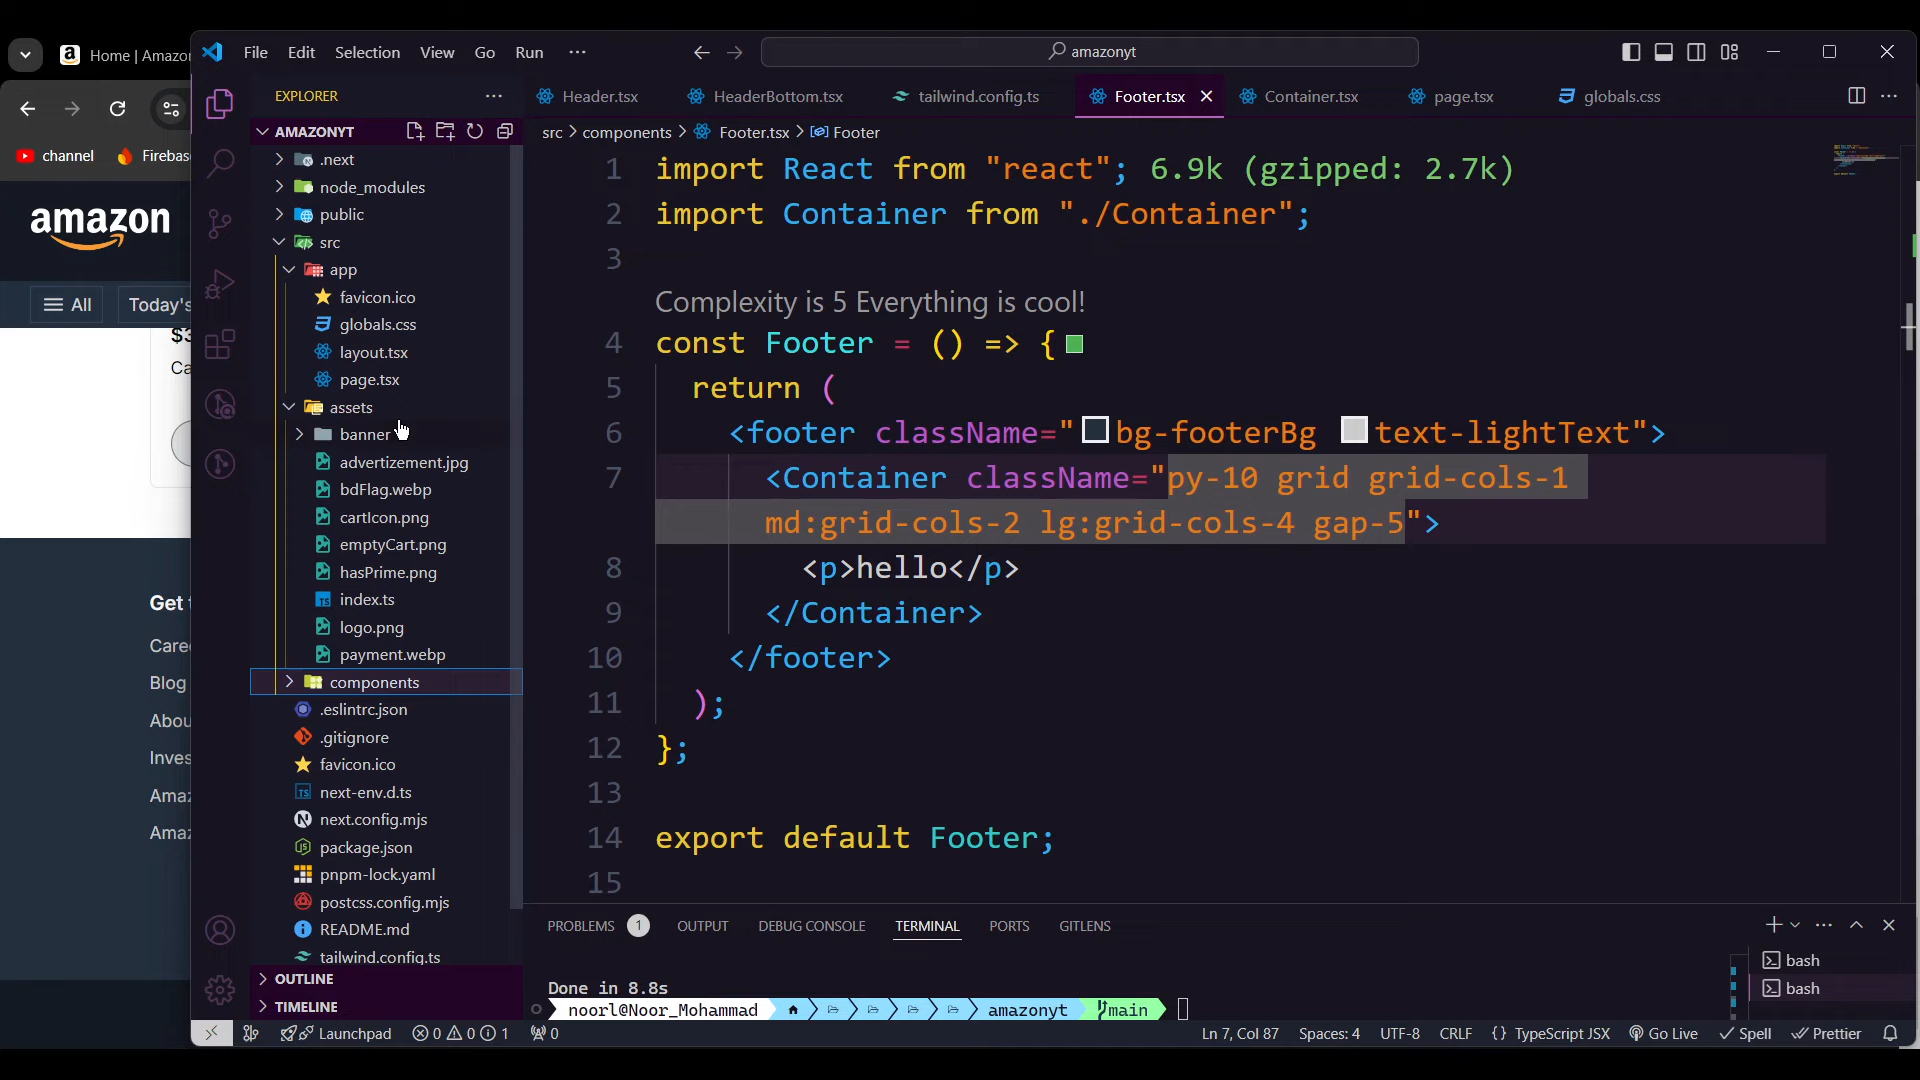 Home | Amazon
File Edit Selection View Go Run ···
amazonyt
EXPLORER ···
Header.tsx
HeaderBottom.tsx
tailwind.config.ts
Footer.tsx
Container.tsx
page.tsx
globals.css
channel
Firebas
amazon
All
Today's
$3
Ca
Get t
Care
Blog
Abou
Inves
Amaz
Amaz
AMAZONYT
.next
node_modules
public
src
app
favicon.ico
globals.css
layout.tsx
page.tsx
assets
banner
advertizement.jpg
bdFlag.webp
cartIcon.png
emptyCart.png
hasPrime.png
index.ts
logo.png
payment.webp
components
.eslintrc.json
.gitignore
favicon.ico
next-env.d.ts
next.config.mjs
package.json
pnpm-lock.yaml
postcss.config.mjs
README.md
tailwind.config.ts
OUTLINE
TIMELINE
src > components > Footer.tsx > Footer
1 import React from "react"; 6.9k (gzipped: 2.7k)
2 import Container from "./Container";
3
Complexity is 5 Everything is cool!
4 const Footer = () => {
5 return (
6 <footer className="bg-footerBg text-lightText">
7 <Container className="py-10 grid grid-cols-1
md:grid-cols-2 lg:grid-cols-4 gap-5">
8 <p>hello</p>
9 </Container>
10 </footer>
11 );
12 };
13
14 export default Footer;
15
PROBLEMS 1 OUTPUT DEBUG CONSOLE TERMINAL PORTS GITLENS
Done in 8.8s
noorl@Noor_Mohammad amazonyt main
bash
bash
Launchpad 0 0 1 0
Ln 7, Col 87 Spaces: 4 UTF-8 CRLF {} TypeScript JSX Go Live Spell Prettier